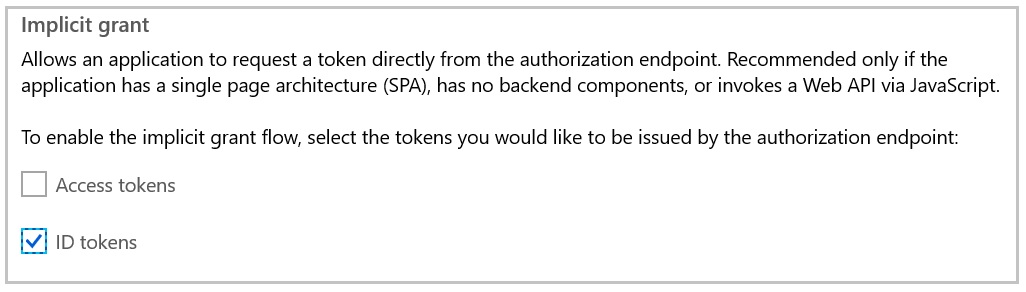 Implicit grant
Allows an application to request a token directly from the authorization endpoint. Recommended only if the
application has a single page architecture (SPA), has no backend components, or invokes a Web API via JavaScript.
To enable the implicit grant flow, select the tokens you would like to be issued by the authorization endpoint:
Access tokens
ID tokens